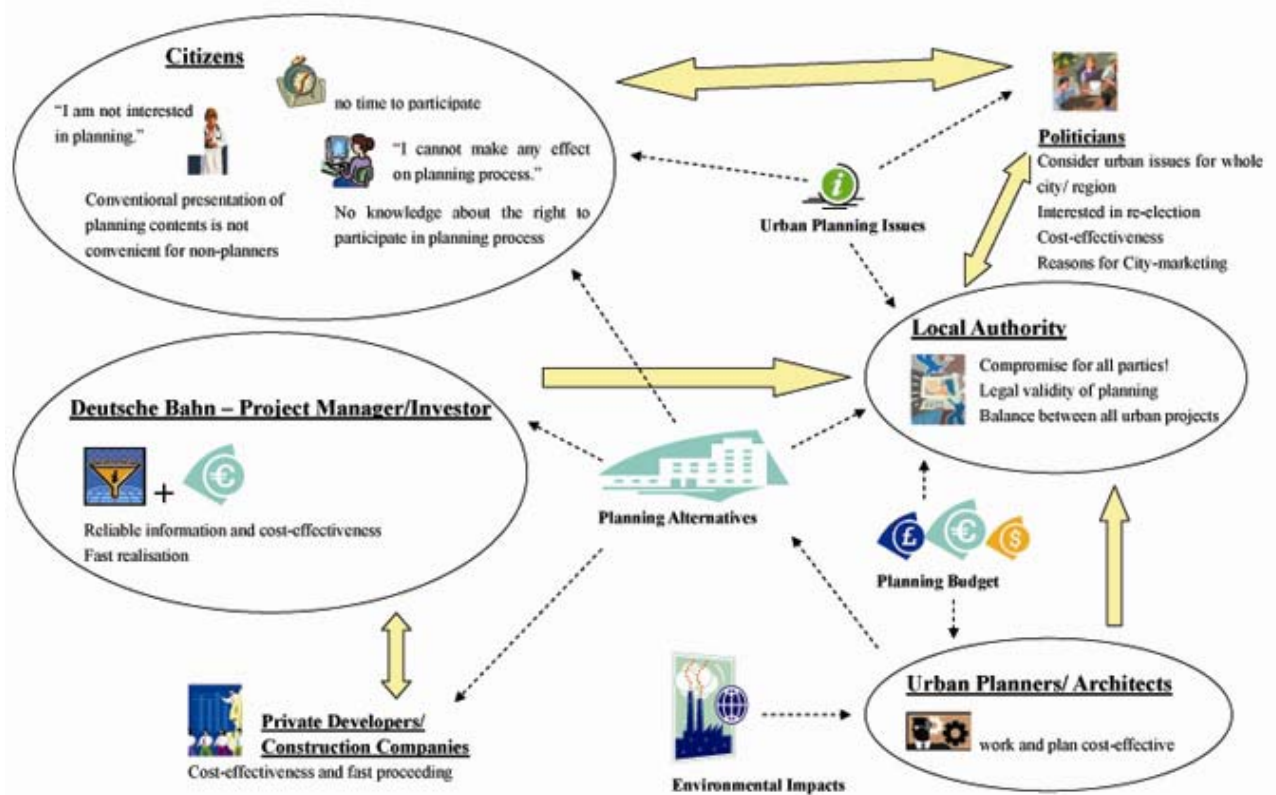 Citizens
no time to participate
“I am not interested
in planning.”
“I cannot make any effect
on planning process.”
Conventional presentation of
planning contents is not
convenient for non-planners
No knowledge about the right to
participate in planning process
Politicians
Consider urban issues for whole
city/ region
Interested in re-election
Cost-effectiveness
Reasons for City-marketing
i
Urban Planning Issues
Local Authority
Compromise for all parties!
Legal validity of planning
Balance between all urban projects
Deutsche Bahn – Project Manager/Investor
+ €
Reliable information and cost-effectiveness
Fast realisation
Planning Alternatives
£ € $
Planning Budget
Private Developers/
Construction Companies
Cost-effectiveness and fast proceeding
Environmental Impacts
Urban Planners/ Architects
work and plan cost-effective